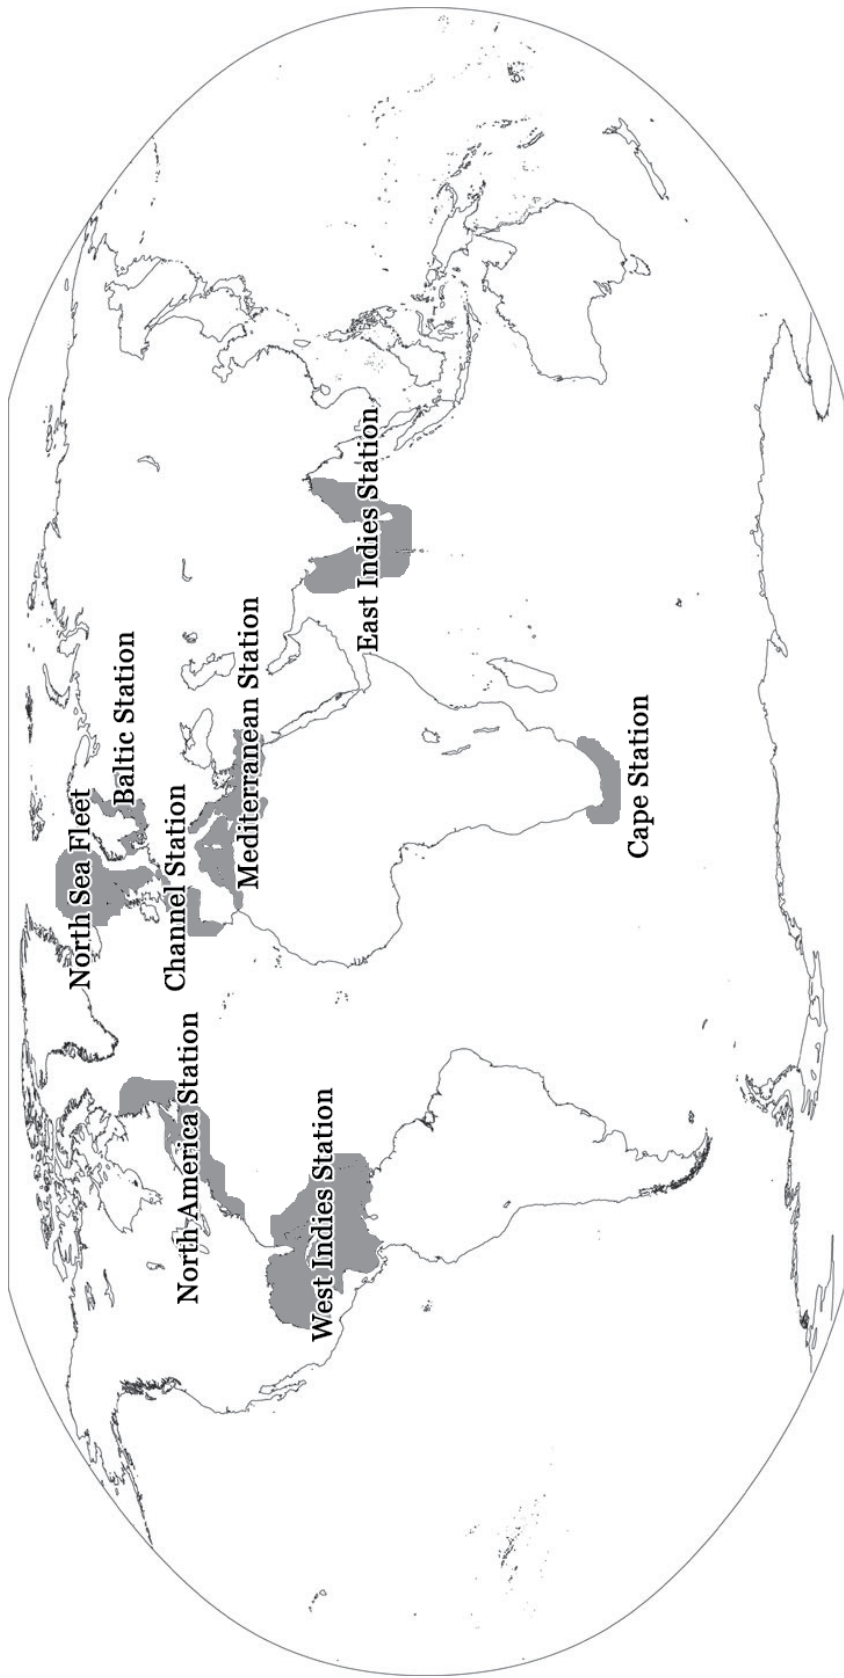 North Sea Fleet
Baltic Station
Channel Station
North America Station
Mediterranean Station
West Indies Station
East Indies Station
Cape Station